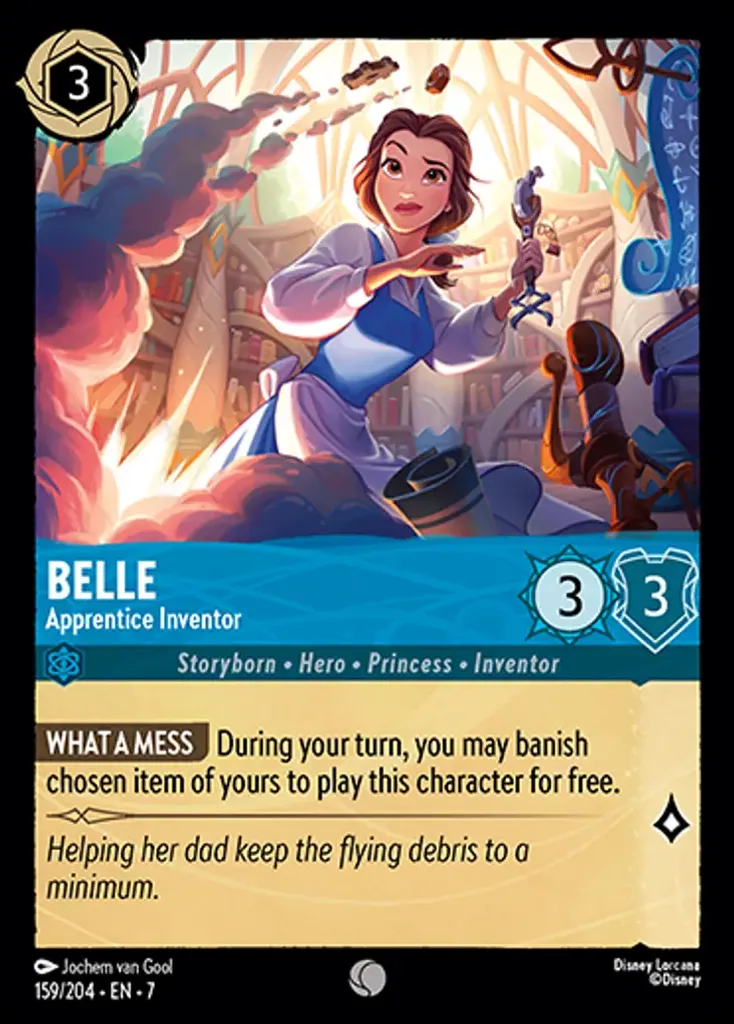 3
BELLE
Apprentice Inventor
3
3
Storyborn • Hero • Princess • Inventor
WHAT A MESS During your turn, you may banish
chosen item of yours to play this character for free.
Helping her dad keep the flying debris to a
minimum.
Jochem van Gool
159/204 • EN • 7
Disney Lorcana
©Disney